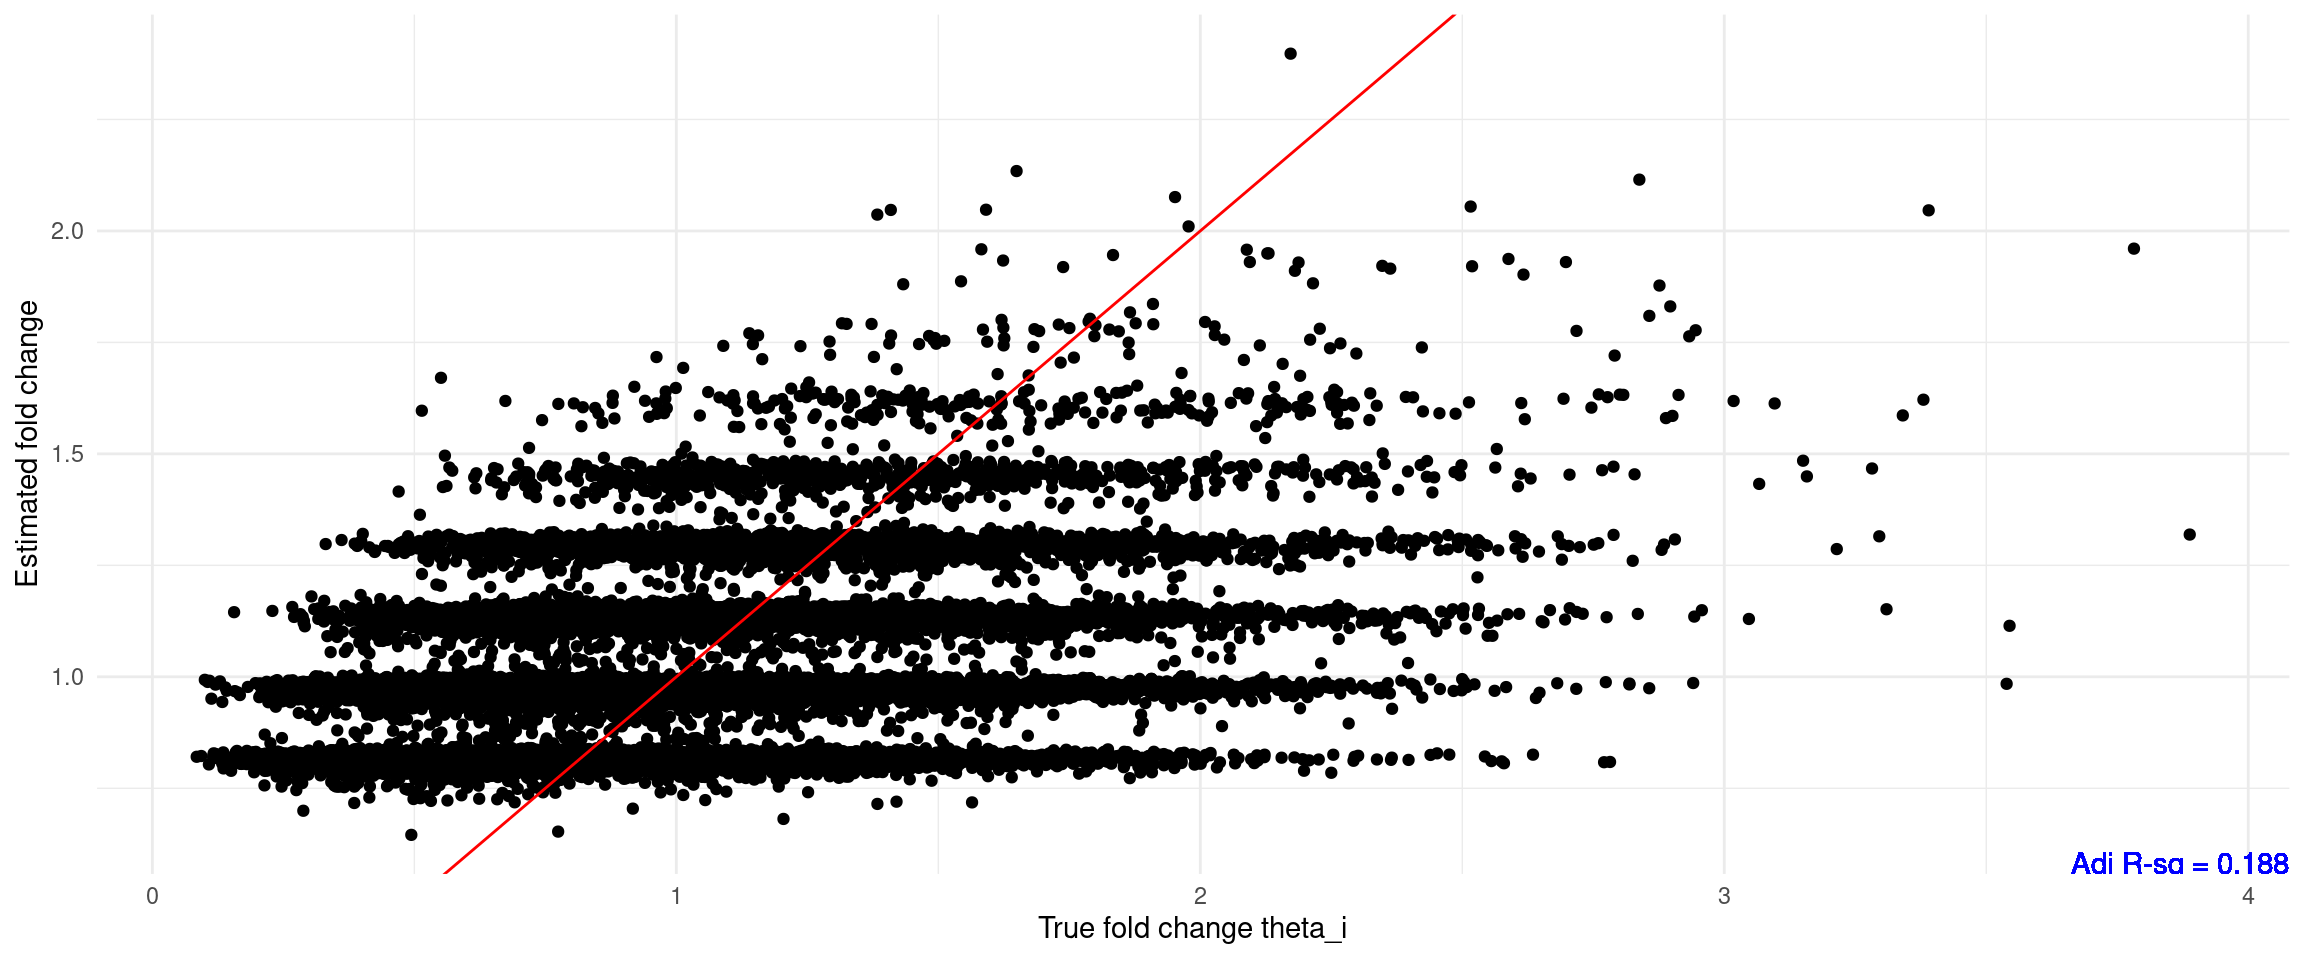 Estimated fold change
2.0
1.5
1.0
0
1
2
3
4
True fold change theta_i
Adj R-sq = 0.188